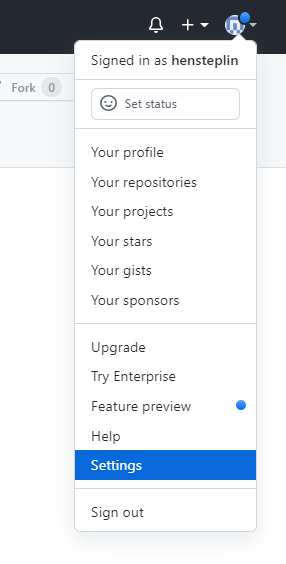 Fork 0
Signed in as hensteplin
Set status
Your profile
Your repositories
Your projects
Your stars
Your gists
Your sponsors
Upgrade
Try Enterprise
Feature preview
Help
Settings
Sign out